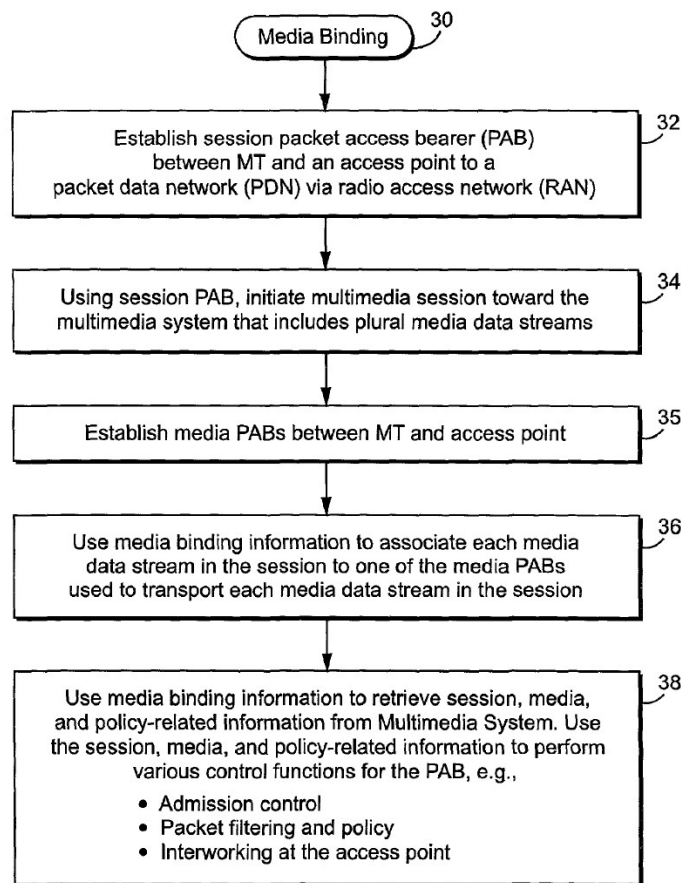 Media Binding
30
32
Establish session packet access bearer (PAB)
between MT and an access point to a
packet data network (PDN) via radio access network (RAN)
34
Using session PAB, initiate multimedia session toward the
multimedia system that includes plural media data streams
35
Establish media PABs between MT and access point
36
Use media binding information to associate each media
data stream in the session to one of the media PABs
used to transport each media data stream in the session
38
Use media binding information to retrieve session, media,
and policy-related information from Multimedia System. Use
the session, media, and policy-related information to perform
various control functions for the PAB, e.g.,
• Admission control
• Packet filtering and policy
• Interworking at the access point